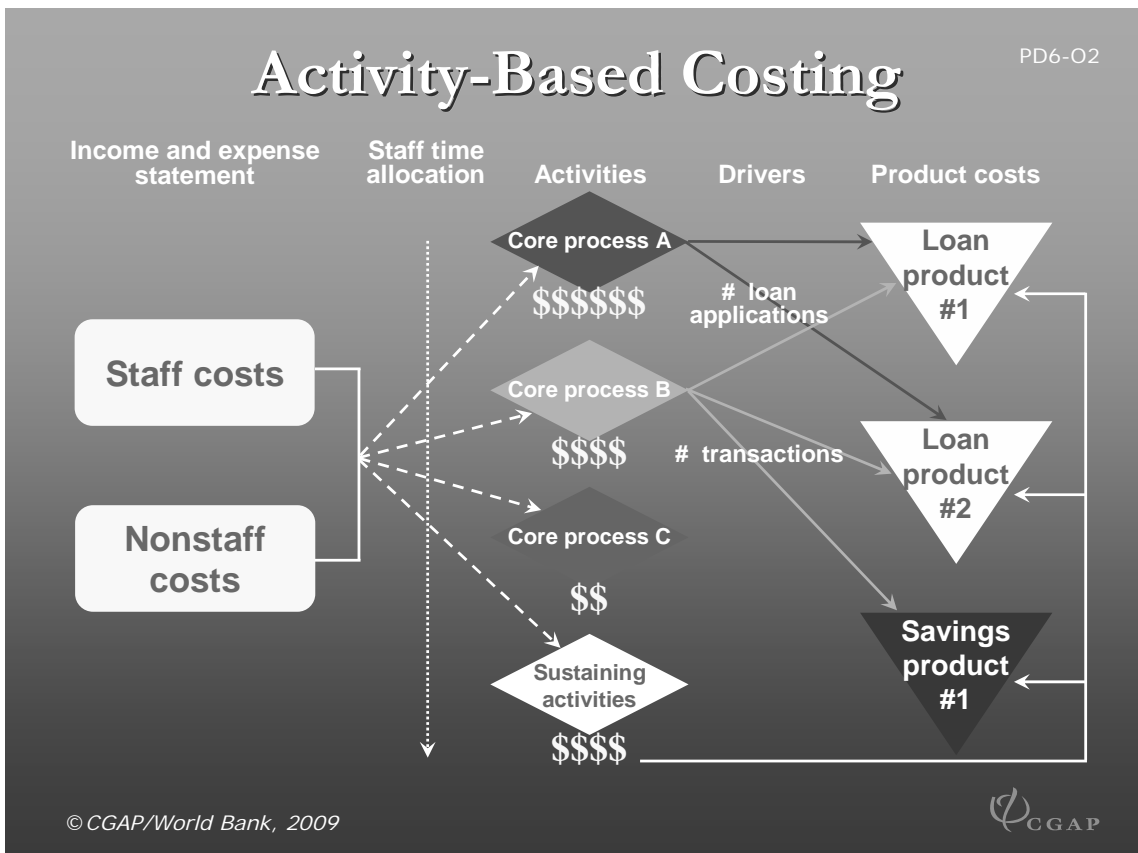 PD6-O2
Activity-Based Costing
Income and expense
statement
Staff time
allocation
Activities
Drivers
Product costs
Core process A
$$$$$$
# loan
applications
Loan
product
#1
Staff costs
Core process B
$$$$
# transactions
Loan
product
#2
Nonstaff
costs
Core process C
$$
Sustaining
activities
$$$$
Savings
product
#1
© CGAP/World Bank, 2009
CGAP